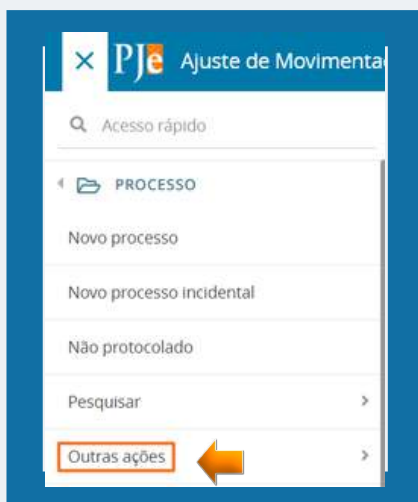 PJe Ajuste de Movimenta
Acesso rápido
PROCESSO
Novo processo
Novo processo incidental
Não protocolado
Pesquisar
Outras ações